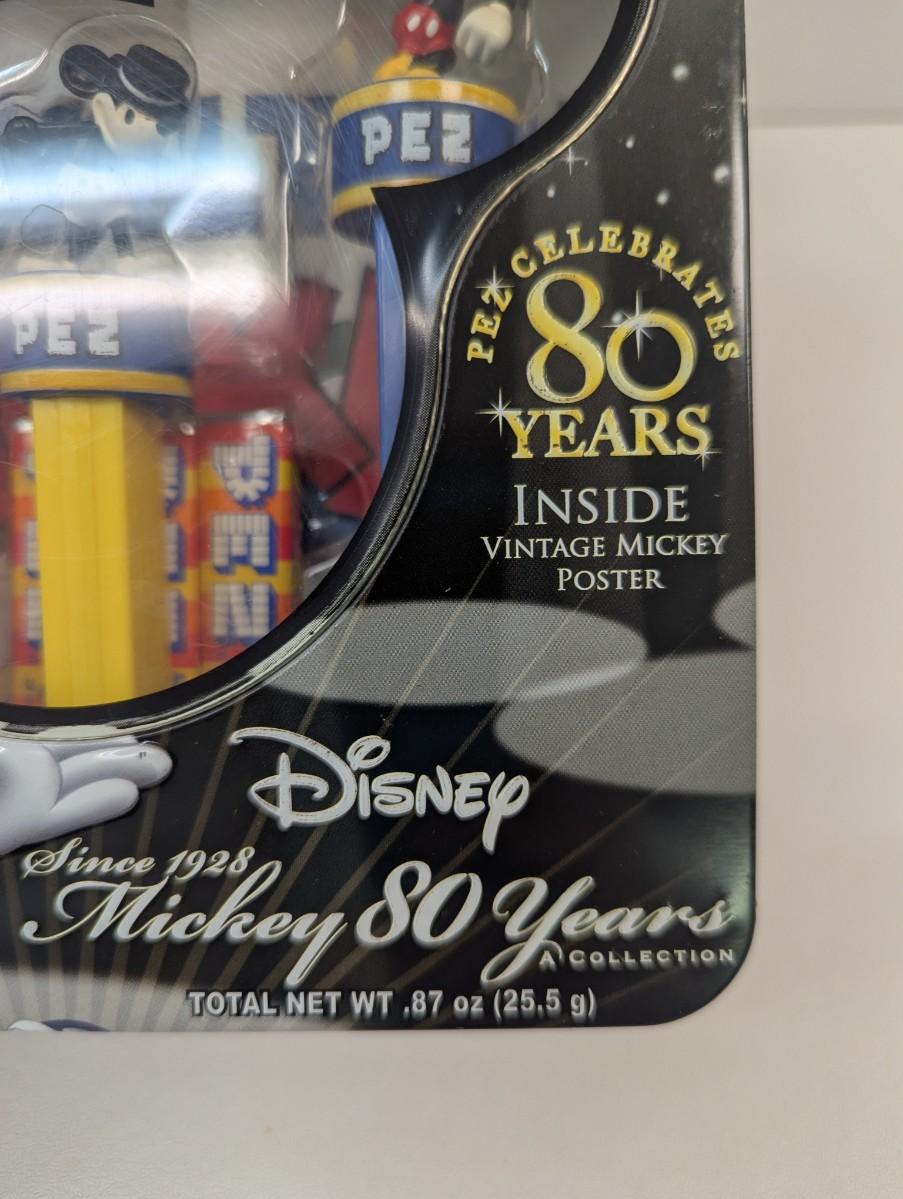 PEZ
PEZ
PEZ
PEZ CELEBRATES
80
YEARS
INSIDE
VINTAGE MICKEY
POSTER
DISNEY
Since 1928
Mickey 80 Years
A COLLECTION
TOTAL NET WT .87 oz (25.5 g)